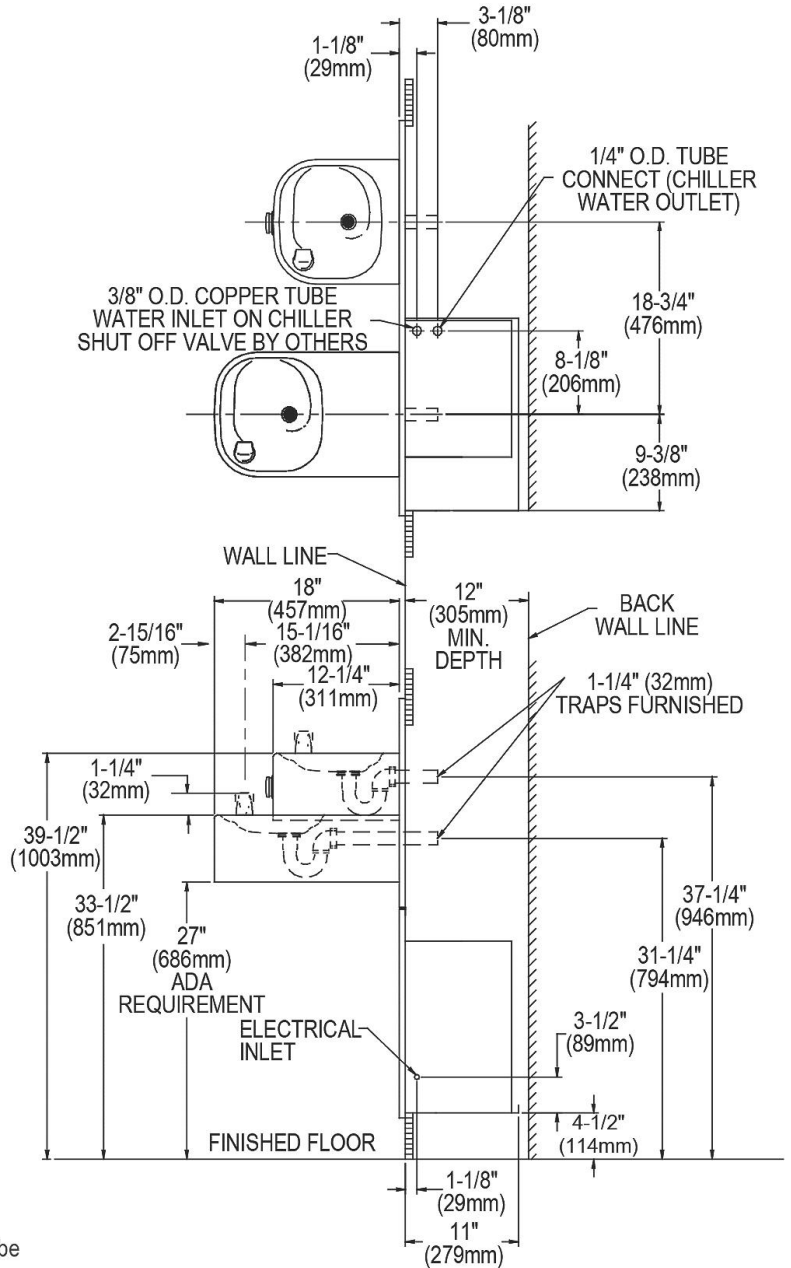 3-1/8"
(80mm)
1-1/8"
(29mm)
1/4" O.D. TUBE
CONNECT (CHILLER
WATER OUTLET)
3/8" O.D. COPPER TUBE
WATER INLET ON CHILLER
SHUT OFF VALVE BY OTHERS
18-3/4"
(476mm)
8-1/8"
(206mm)
9-3/8"
(238mm)
WALL LINE
18"
(457mm)
12"
(305mm)
MIN.
DEPTH
BACK
WALL LINE
2-15/16"
(75mm)
15-1/16"
(382mm)
12-1/4"
(311mm)
1-1/4" (32mm)
TRAPS FURNISHED
1-1/4"
(32mm)
39-1/2"
(1003mm)
33-1/2"
(851mm)
27"
(686mm)
ADA
REQUIREMENT
37-1/4"
(946mm)
31-1/4"
(794mm)
ELECTRICAL
INLET
3-1/2"
(89mm)
4-1/2"
(114mm)
FINISHED FLOOR
1-1/8"
(29mm)
11"
(279mm)
be